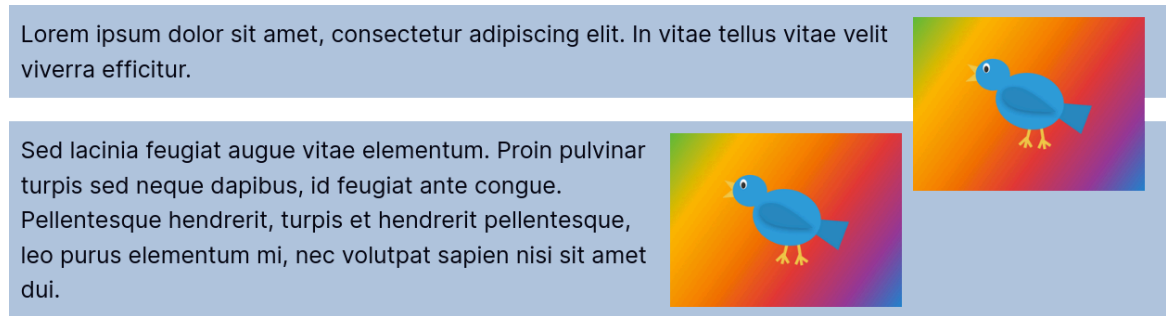 Lorem ipsum dolor sit amet, consectetur adipiscing elit. In vitae tellus vitae velit
viverra efficitur.
Sed lacinia feugiat augue vitae elementum. Proin pulvinar
turpis sed neque dapibus, id feugiat ante congue.
Pellentesque hendrerit, turpis et hendrerit pellentesque,
leo purus elementum mi, nec volutpat sapien nisi sit amet
dui.